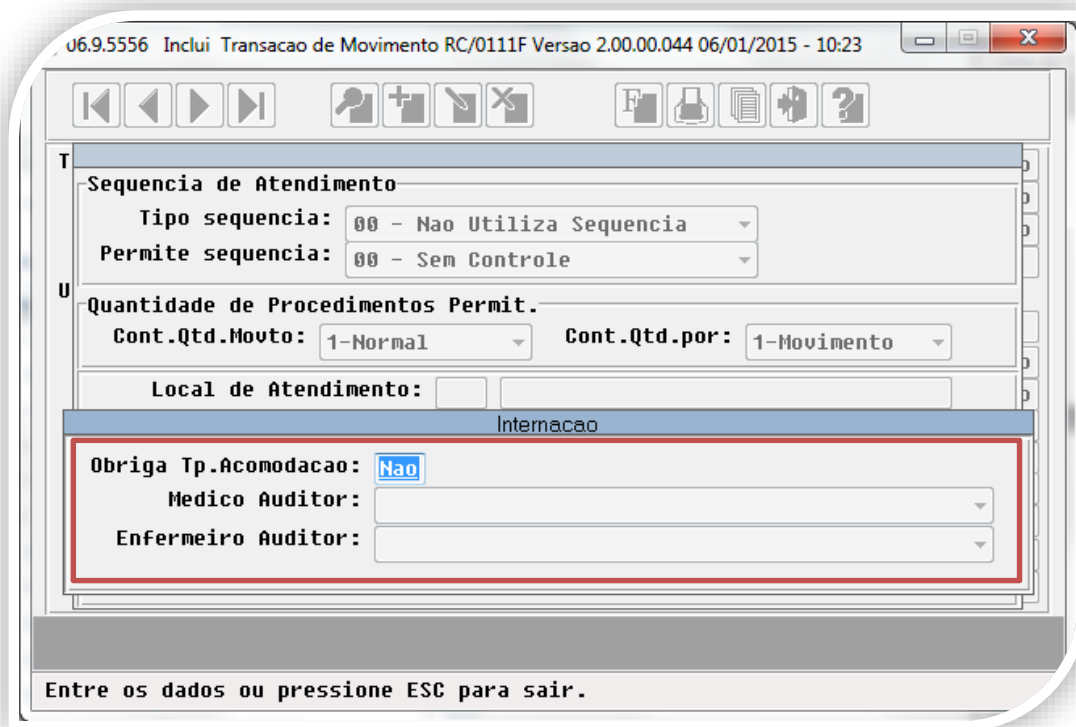 06.9.5556 Inclui Transacao de Movimento RC/0111F Versao 2.00.00.044 06/01/2015 - 10:23
F ?
T
Sequencia de Atendimento
Tipo sequencia: 00 - Nao Utiliza Sequencia
Permite sequencia: 00 - Sem Controle
U
Quantidade de Procedimentos Permit.
Cont.Qtd.Movto: 1-Normal Cont.Qtd.por: 1-Movimento
Local de Atendimento:
Internacao
Obriga Tp.Acomodacao: Nao
Medico Auditor:
Enfermeiro Auditor:
Entre os dados ou pressione ESC para sair.